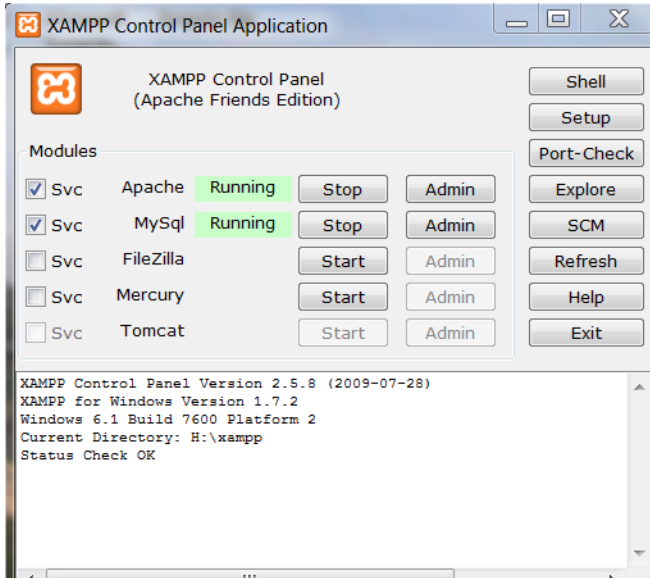 XAMPP Control Panel Application
XAMPP Control Panel
(Apache Friends Edition)
Shell
Setup
Port-Check
Modules
Svc Apache Running Stop Admin Explore
Svc MySql Running Stop Admin SCM
Svc FileZilla Start Admin Refresh
Svc Mercury Start Admin Help
Svc Tomcat Start Admin Exit
XAMPP Control Panel Version 2.5.8 (2009-07-28)
XAMPP for Windows Version 1.7.2
Windows 6.1 Build 7600 Platform 2
Current Directory: H:\xampp
Status Check OK